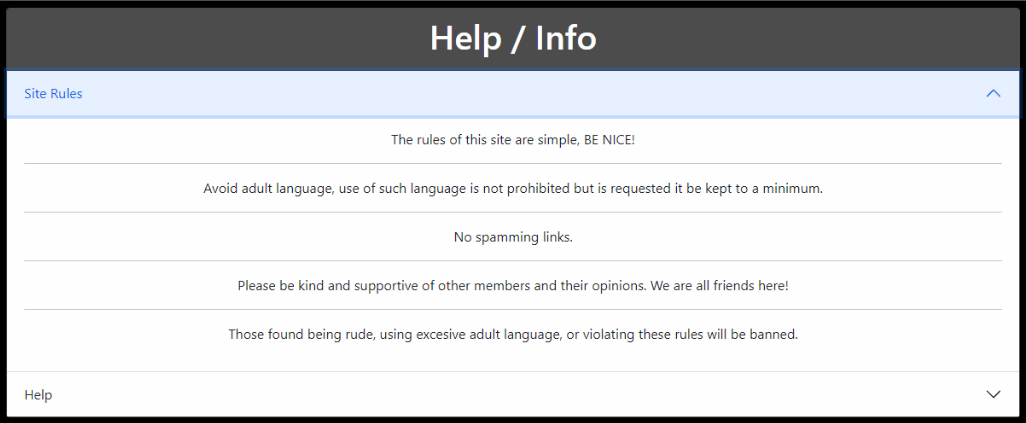 Help / Info
Site Rules
The rules of this site are simple, BE NICE!
Avoid adult language, use of such language is not prohibited but is requested it be kept to a minimum.
No spamming links.
Please be kind and supportive of other members and their opinions. We are all friends here!
Those found being rude, using excesive adult language, or violating these rules will be banned.
Help